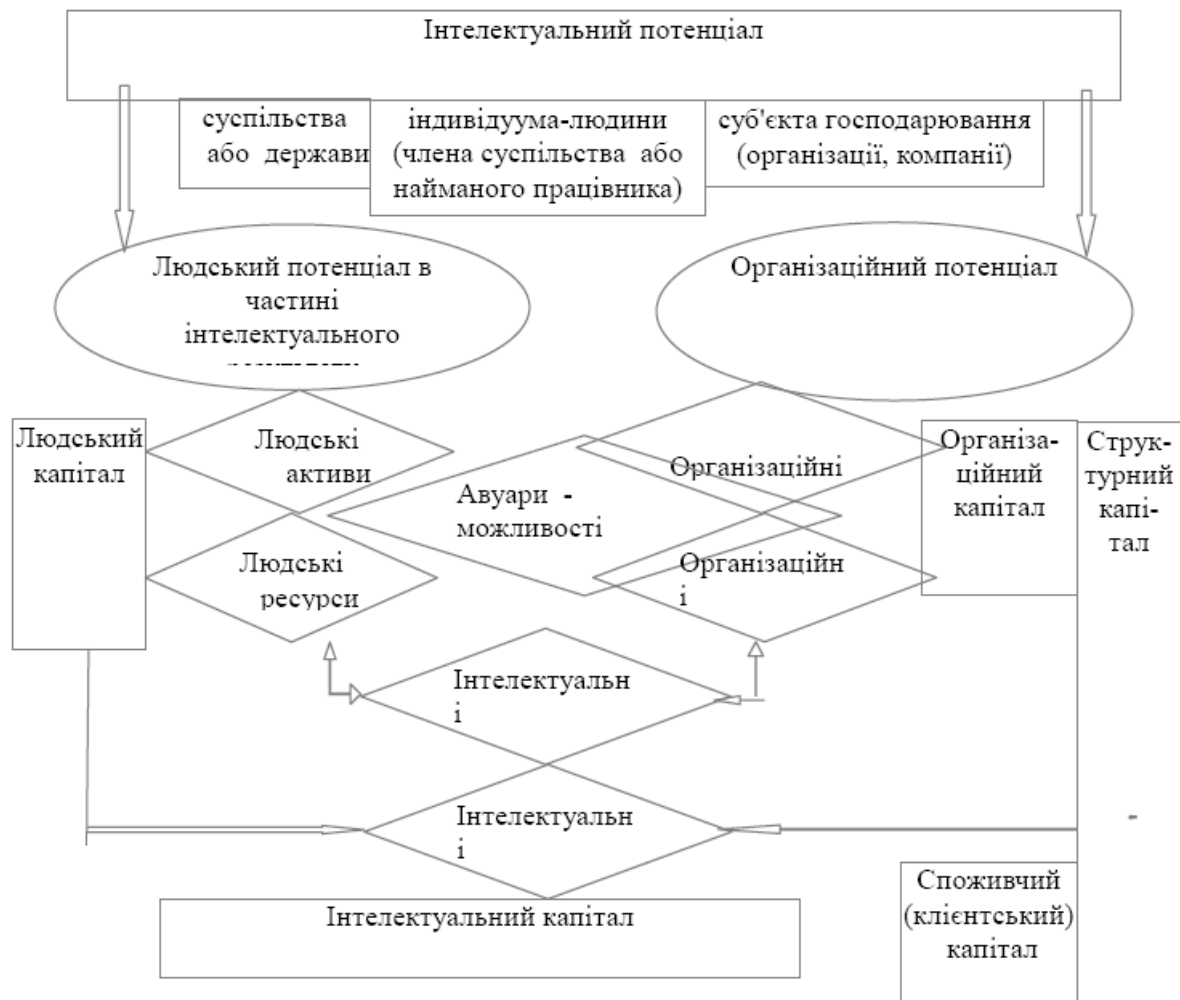 Інтелектуальний потенціал
суспільства
або держави
індивідуума-людини
(члена суспільства або
найманого працівника)
суб'єкта господарювання
(організації, компанії)
Людський потенціал в
частині
інтелектуального
Організаційний потенціал
Людський
капітал
Людські
активи
Авуари -
можливості
Організаційні
Організа-
ційний
капітал
Струк-
турний
капі-
тал
Людські
ресурси
Організаційн
і
Інтелектуальн
і
Інтелектуальн
і
Споживчий
(клієнтський)
капітал
Інтелектуальний капітал